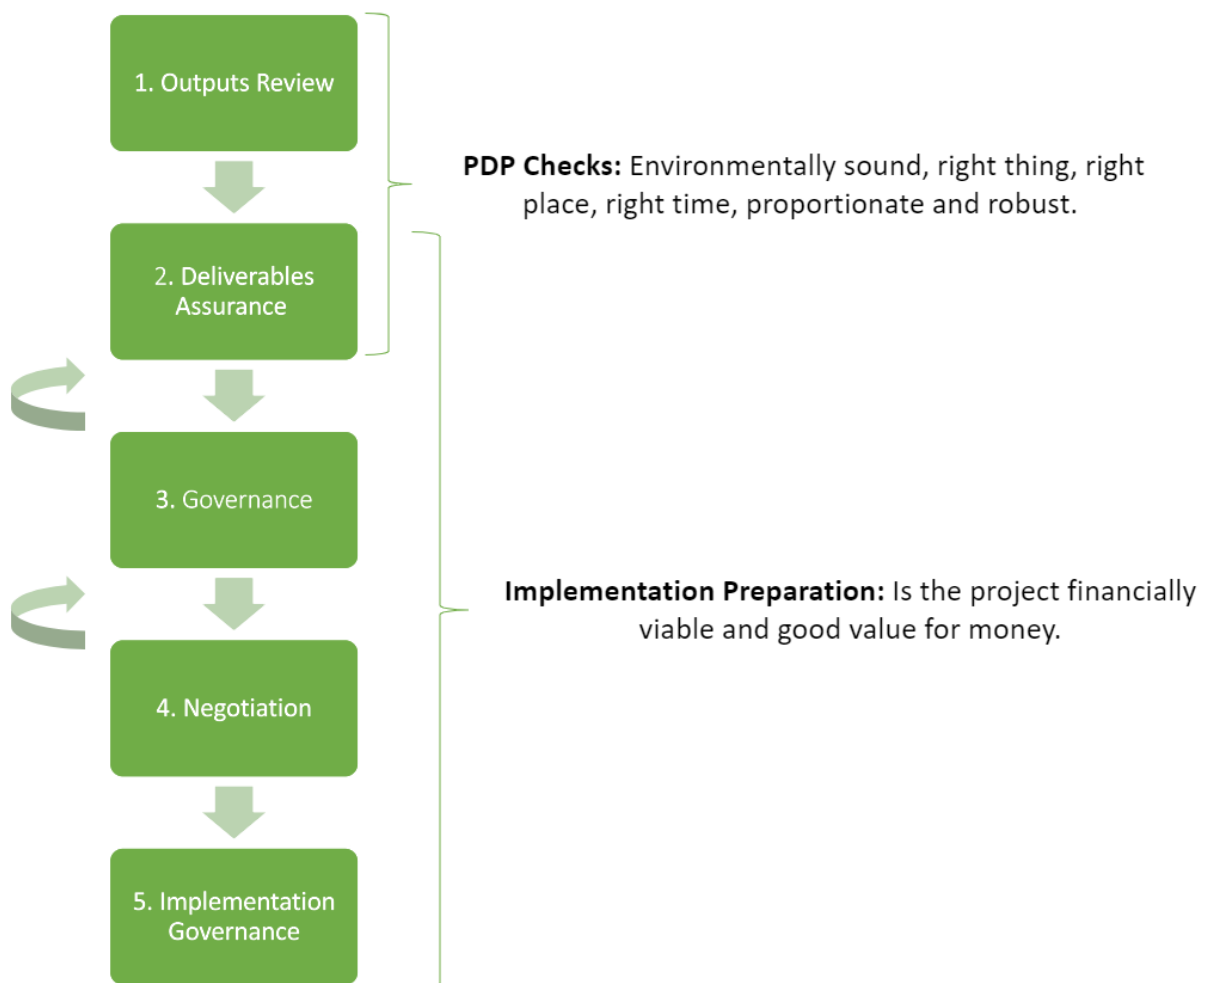 1. Outputs Review
PDP Checks: Environmentally sound, right thing, right
place, right time, proportionate and robust.
2. Deliverables
Assurance
3. Governance
Implementation Preparation: Is the project financially
viable and good value for money.
4. Negotiation
5. Implementation
Governance